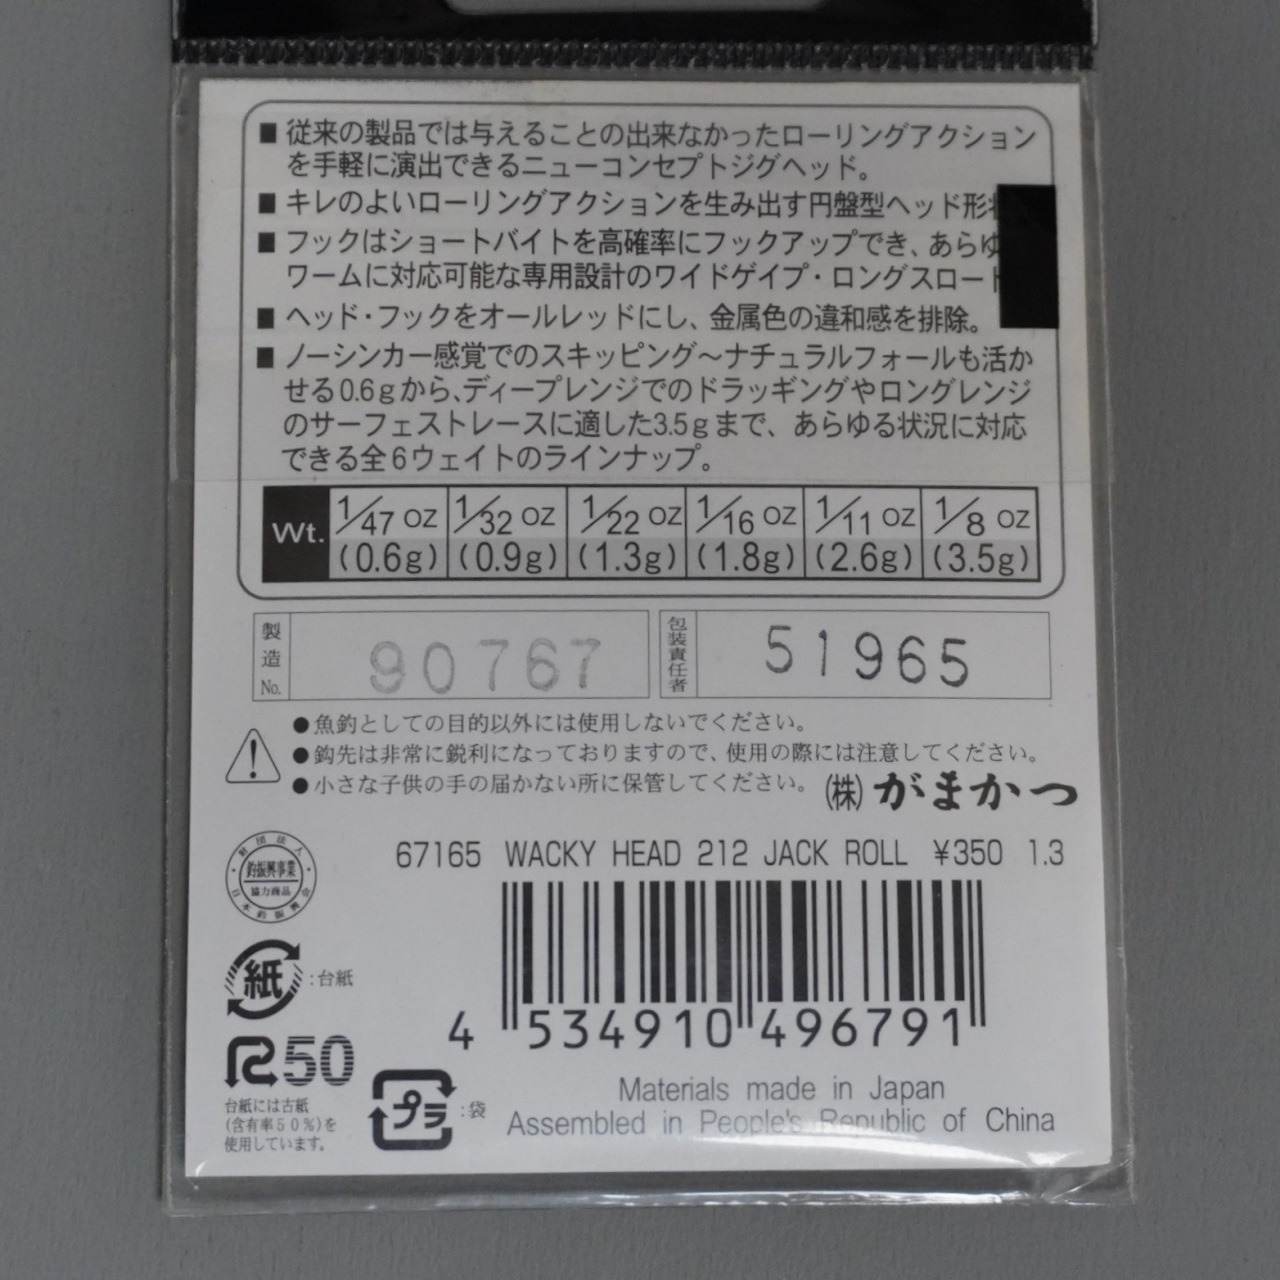 ■ 従来の製品では与えることの出来なかったローリングアクション
を手軽に演出できるニューコンセプトジグヘッド。
■ キレのよいローリングアクションを生み出す円盤型ヘッド形
■ フックはショートバイトを高確率にフックアップでき、あらゆ
ワームに対応可能な専用設計のワイドゲイプ・ロングスロー
■ ヘッド・フックをオールレッドにし、金属色の違和感を排除。
■ ノーシンカー感覚でのスキッピング～ナチュラルフォールも活か
せる0.6gから、ディープレンジでのドラッギングやロングレンジ
のサーフェストレースに適した3.5gまで、あらゆる状況に対応
できる全6ウェイトのラインナップ。
Wt. 1/47 oz 1/32 oz 1/22 oz 1/16 oz 1/11 oz 1/8 oz
(0.6g) (0.9g) (1.3g) (1.8g) (2.6g) (3.5g)
製造No. 90767 包装責任者 51965
●魚釣としての目的以外には使用しないでください。
●鈎先は非常に鋭利になっておりますので、使用の際には注意してください。
●小さな子供の手の届かない所に保管してください。
(株)がまかつ
67165 WACKY HEAD 212 JACK ROLL ¥350 1.3
財団法人
釣振興事業
協力商品
日本釣振興会
紙 :台紙
4 534910 496791
R50
台紙には古紙
(含有率50%)を
使用しています。
プラ :袋
Materials made in Japan
Assembled in People's Republic of China